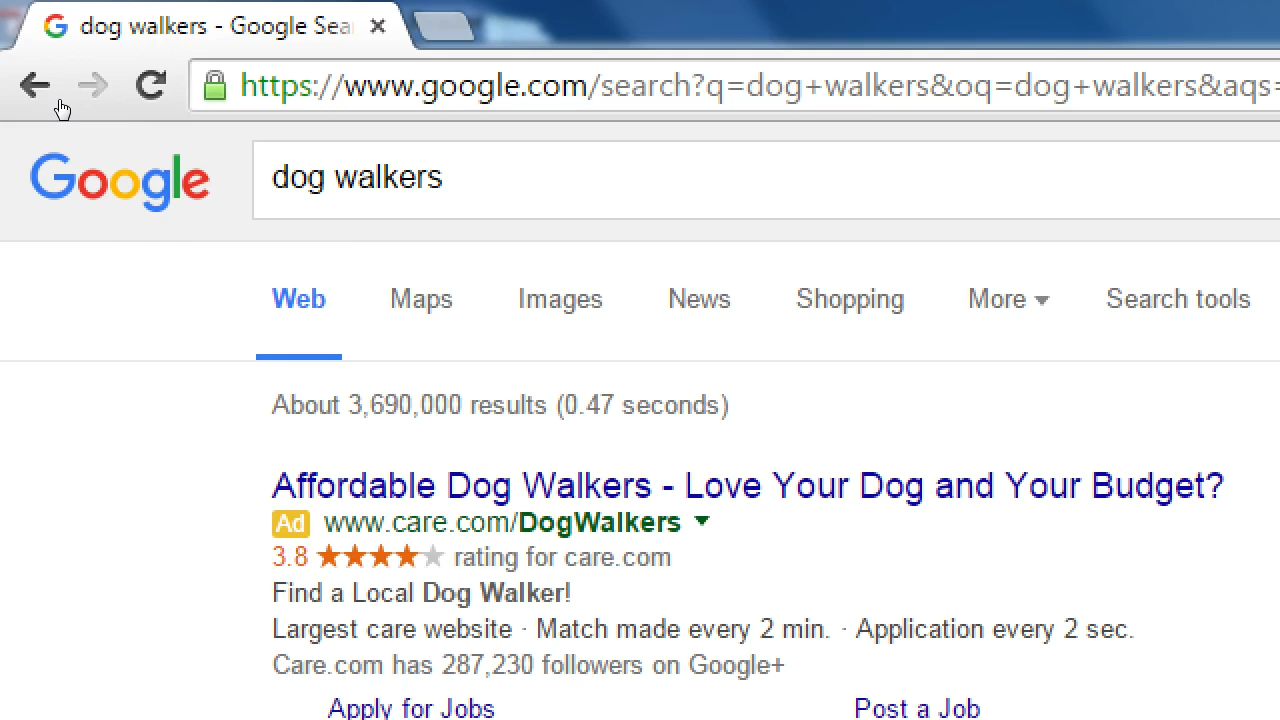 dog walkers - Google Sea
https://www.google.com/search?q=dog+walkers&oq=dog+walkers&aqs=
Google
dog walkers
Web Maps Images News Shopping More Search tools
About 3,690,000 results (0.47 seconds)
Affordable Dog Walkers - Love Your Dog and Your Budget?
Ad www.care.com/DogWalkers
3.8 ★★★★★ rating for care.com
Find a Local Dog Walker!
Largest care website · Match made every 2 min. · Application every 2 sec.
Care.com has 287,230 followers on Google+
Apply for Jobs Post a Job